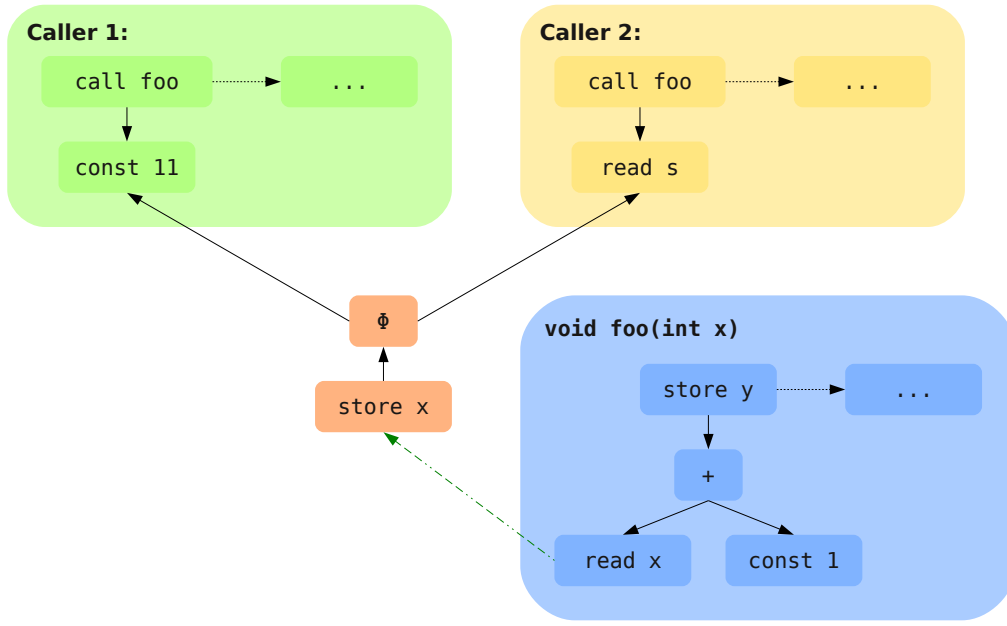 Caller 1:
call foo
...
const 11
Caller 2:
call foo
...
read s
Φ
store x
void foo(int x)
store y
...
+
read x
const 1